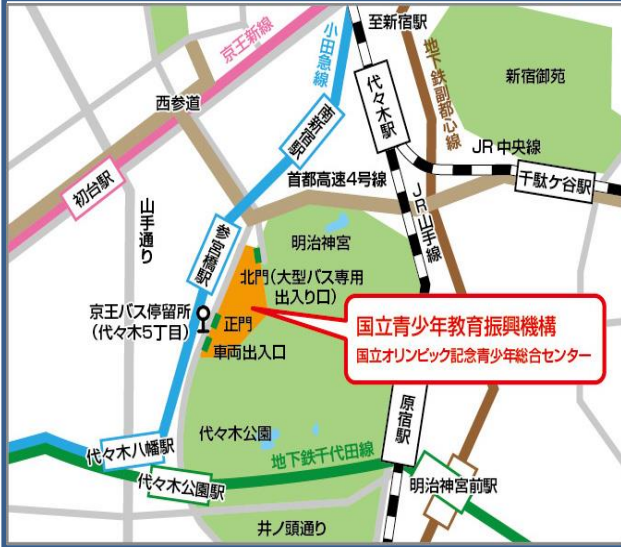 至新宿駅
小田急線
京王新線
西参道
南新宿駅
代々木駅
地下鉄副都心線
新宿御苑
JR中央線
千駄ケ谷駅
初台駅
山手通り
首都高速4号線
JR山手線
参宮橋駅
明治神宮
北門(大型バス専用
出入り口)
京王バス停留所
(代々木5丁目)
正門
車両出入口
国立青少年教育振興機構
国立オリンピック記念青少年総合センター
原宿駅
代々木公園
代々木八幡駅
地下鉄千代田線
代々木公園駅
明治神宮前駅
井ノ頭通り